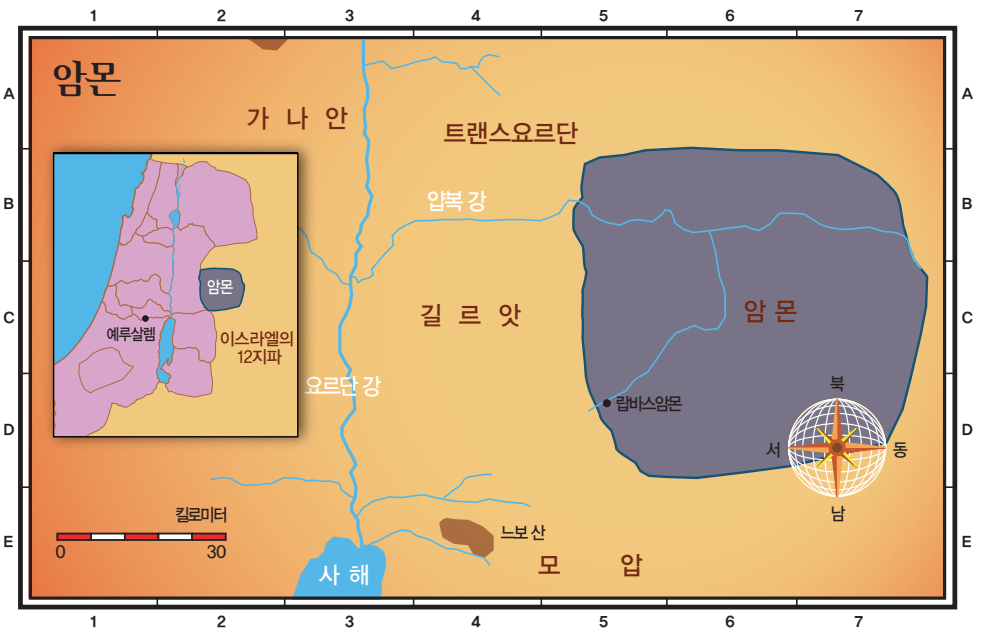 1 2 3 4 5 6 7
암몬
A A
가 나 안
트랜스요르단
B B
얍복 강
암몬
예루살렘
이스라엘의
12지파
C C
길 르 앗
암 몬
요르단 강
랍바스암몬
북
서 동
남
D D
킬로미터
0 30
느보 산
E E
모 압
사 해
1 2 3 4 5 6 7